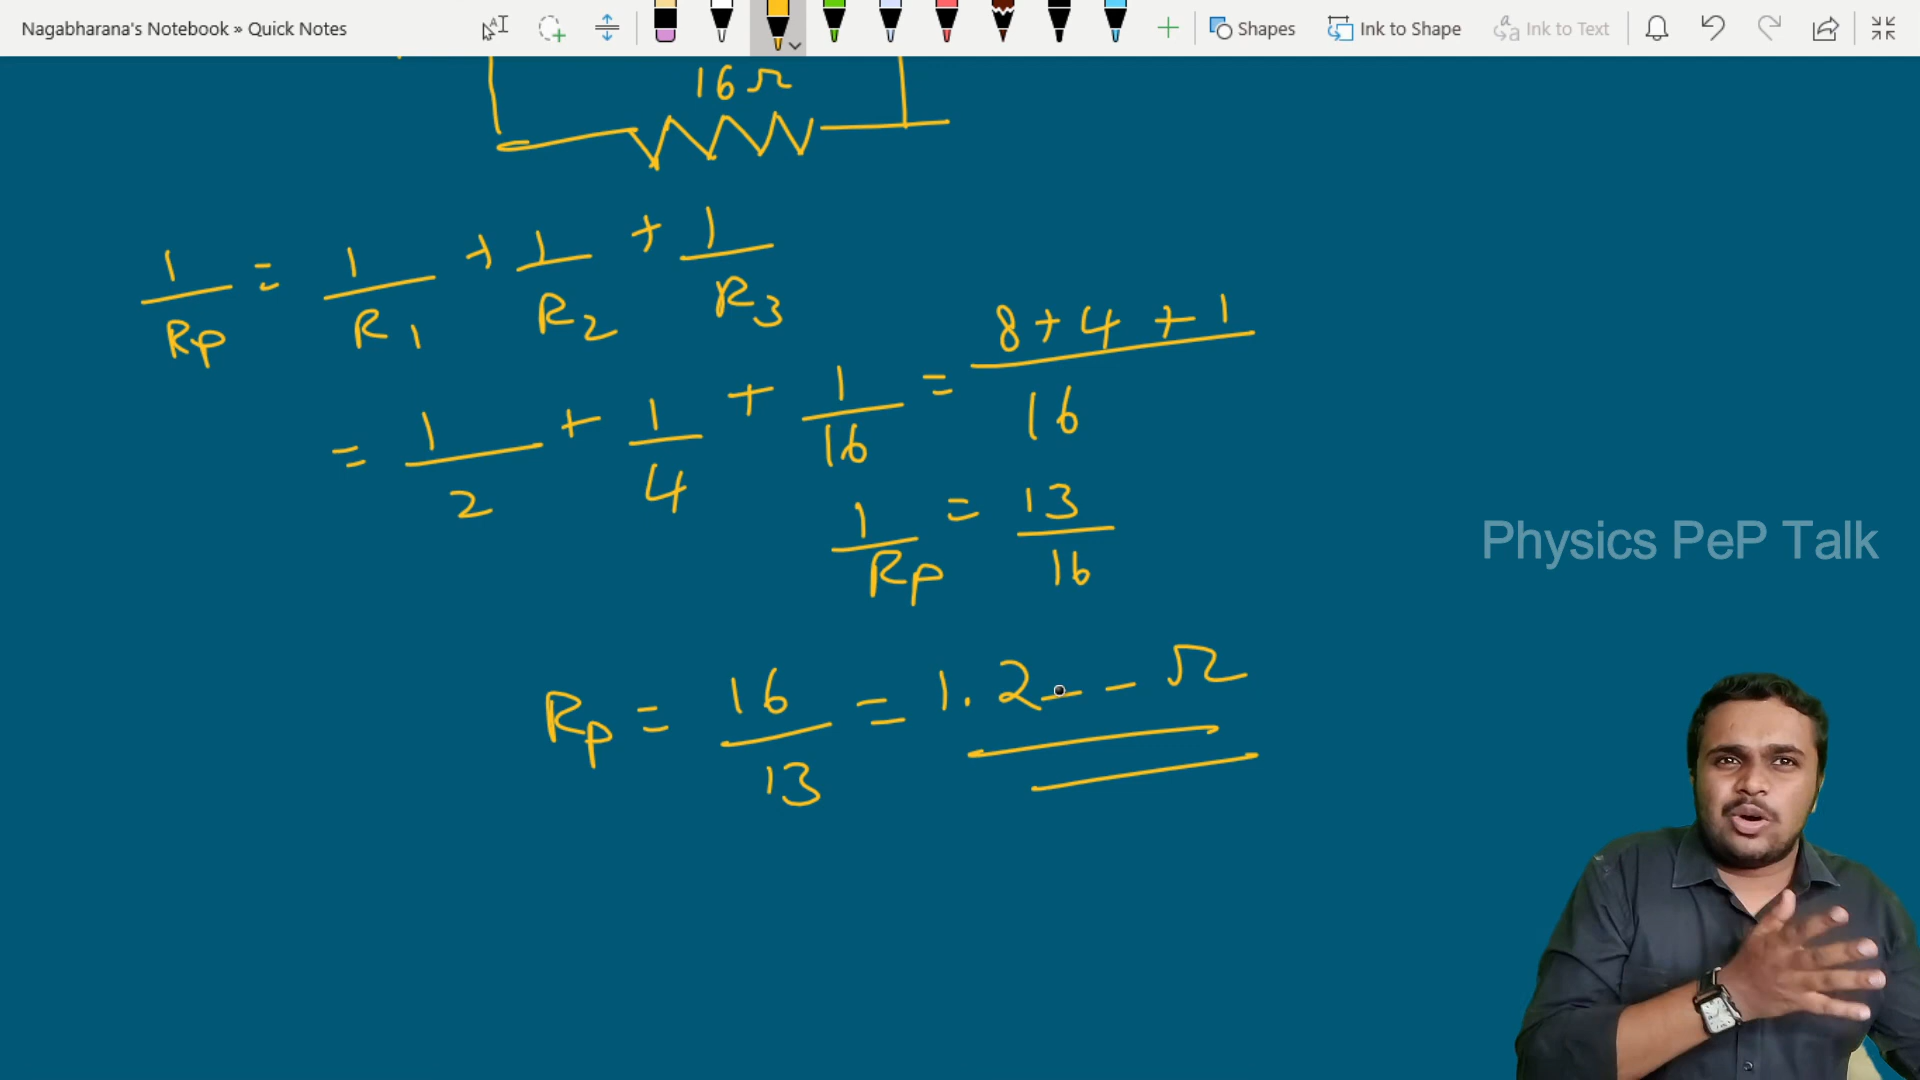 Nagabharana's Notebook » Quick Notes
Shapes
Ink to Shape
Ink to Text
16 Ω
1/Rp = 1/R1 + 1/R2 + 1/R3
= 1/2 + 1/4 + 1/16 = 8+4+1/16
1/Rp = 13/16
Rp = 16/13 = 1.2-- Ω
Physics PeP Talk